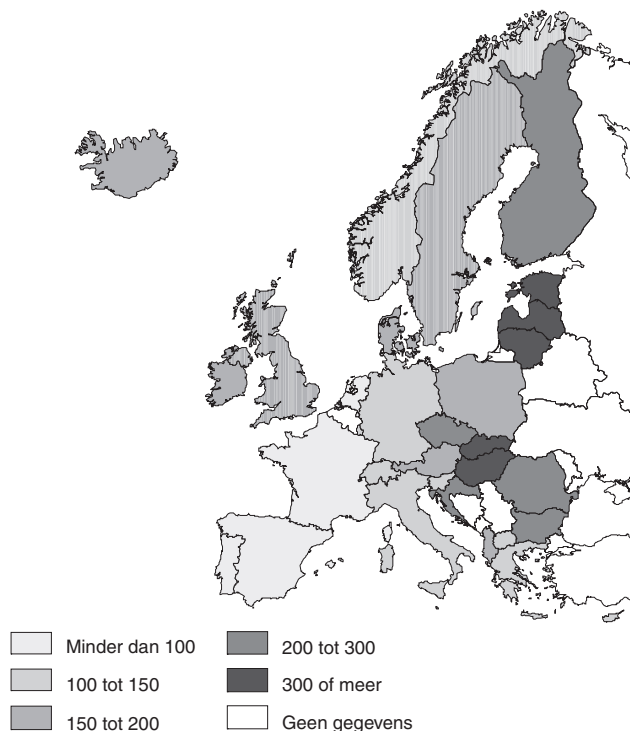 Minder dan 100
100 tot 150
150 tot 200
200 tot 300
300 of meer
Geen gegevens